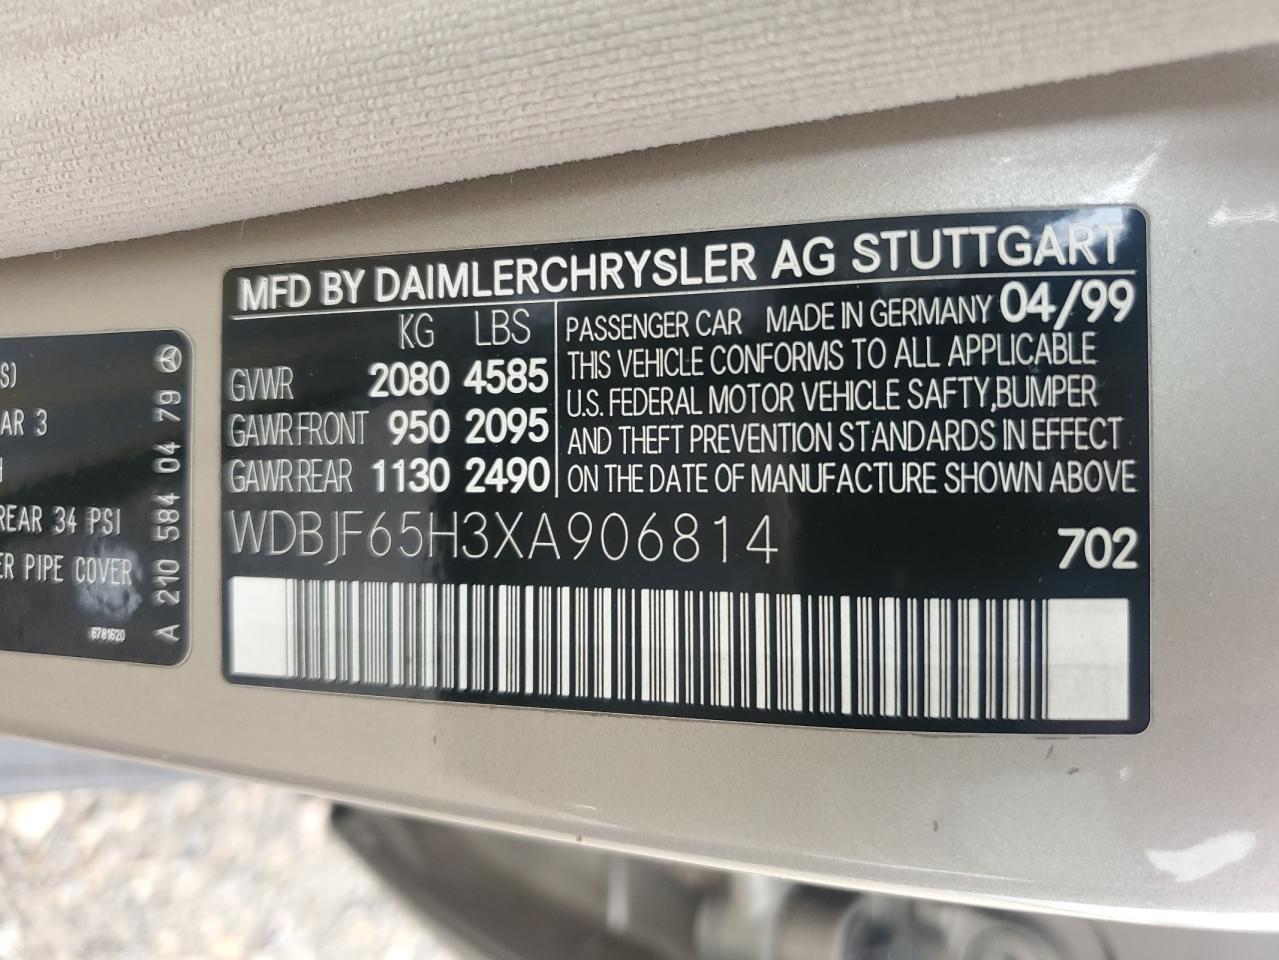 MFD BY DAIMLERCHRYSLER AG STUTTGART
KG LBS
GVWR 2080 4585
GAWR FRONT 950 2095
GAWR REAR 1130 2490
PASSENGER CAR MADE IN GERMANY 04/99
THIS VEHICLE CONFORMS TO ALL APPLICABLE
U.S. FEDERAL MOTOR VEHICLE SAFTY,BUMPER
AND THEFT PREVENTION STANDARDS IN EFFECT
ON THE DATE OF MANUFACTURE SHOWN ABOVE
WDBJF65H3XA906814
702
S)
AR 3
H
REAR 34 PSI
ER PIPE COVER
6781620
A 210 584 04 79